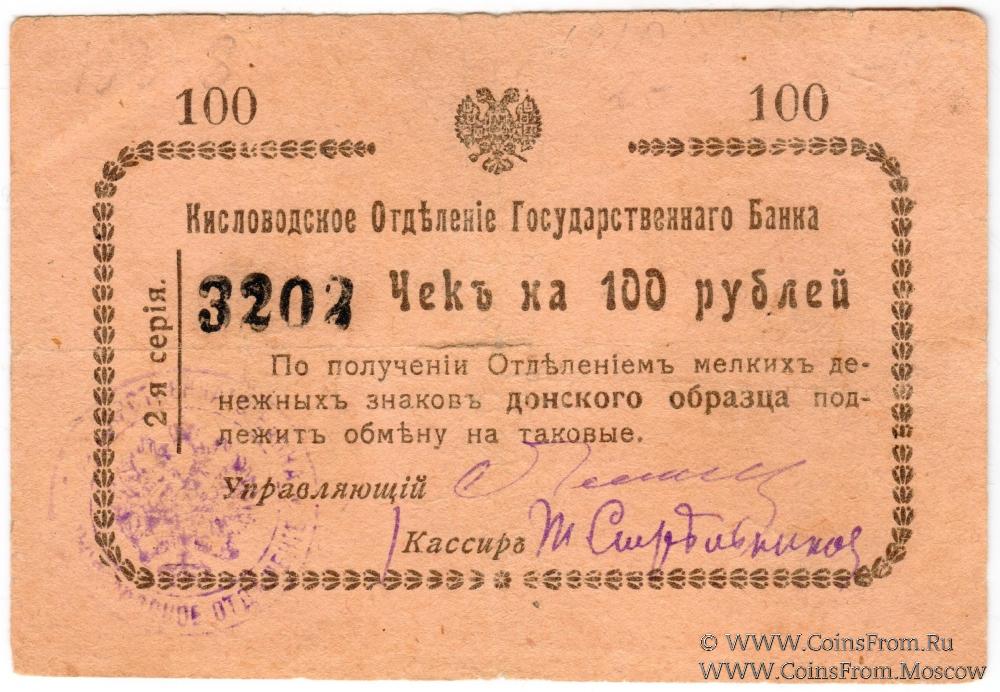 100 100
Кисловодское Отдѣленіе Государственнаго Банка
2-я серія.
3202 Чекъ на 100 рублей
По полученіи Отдѣленіемъ мелкихъ де-
нежныхъ знаковъ донского образца под-
лежитъ обмѣну на таковые.
Управляющій
Кассиръ
© WWW.CoinsFrom.Ru
WWW.CoinsFrom.Moscow